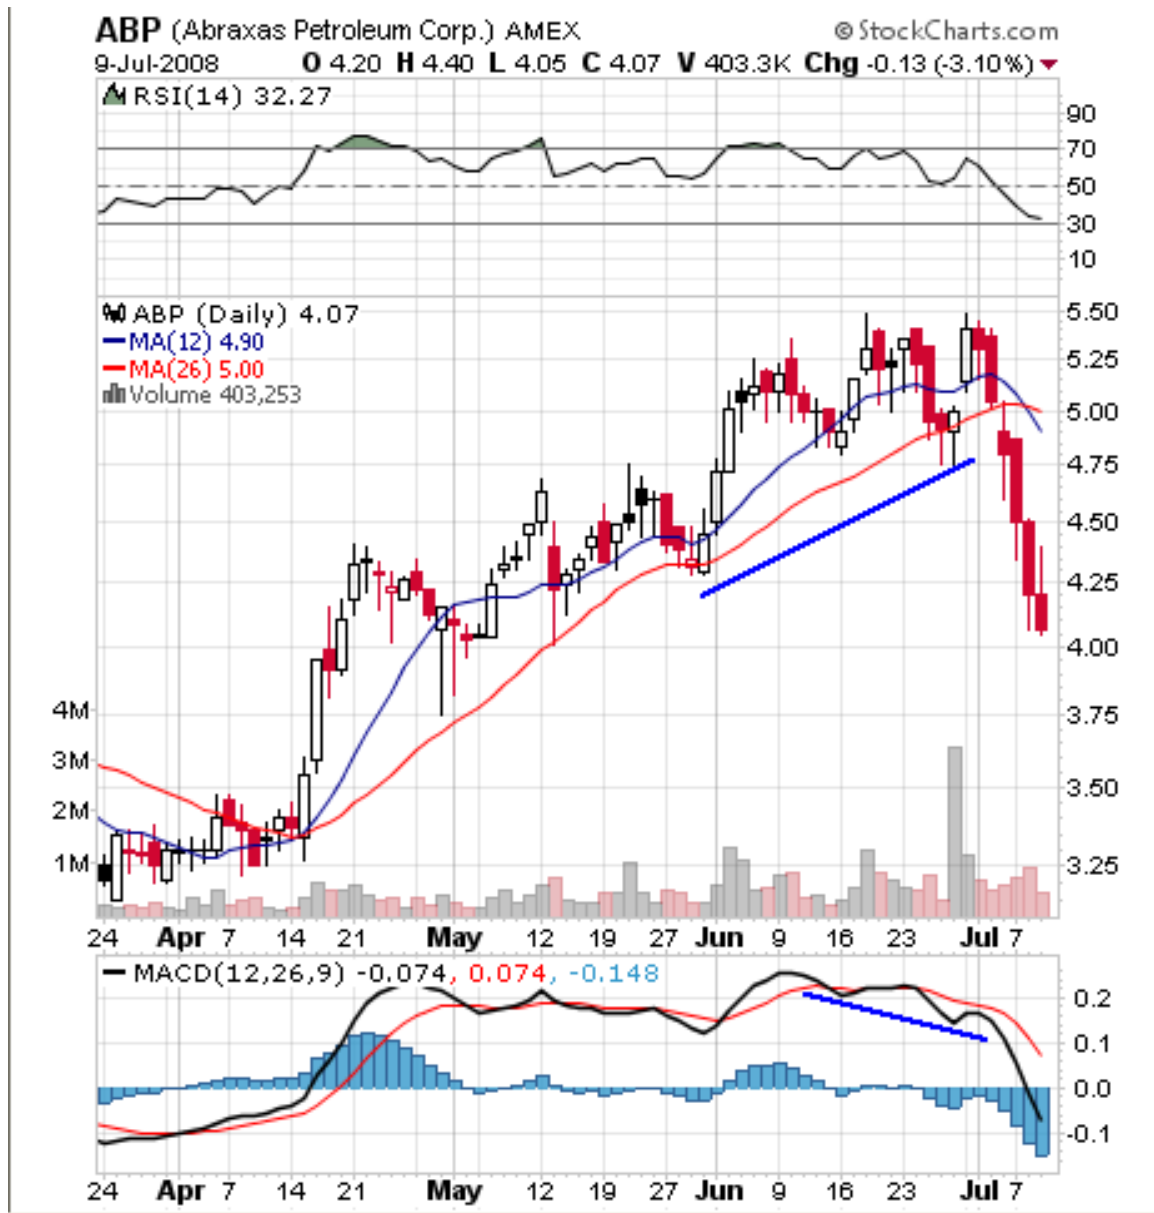 ABP (Abraxas Petroleum Corp.) AMEX © StockCharts.com
9-Jul-2008 O 4.20 H 4.40 L 4.05 C 4.07 V 403.3K Chg -0.13 (-3.10%)
RSI(14) 32.27
90
70
50
30
10
ABP (Daily) 4.07
MA(12) 4.90
MA(26) 5.00
Volume 403,253
5.50
5.25
5.00
4.75
4.50
4.25
4.00
3.75
3.50
3.25
4M
3M
2M
1M
24 Apr 7 14 21 May 12 19 27 Jun 9 16 23 Jul 7
MACD(12,26,9) -0.074, 0.074, -0.148
0.2
0.1
0.0
-0.1
24 Apr 7 14 21 May 12 19 27 Jun 9 16 23 Jul 7